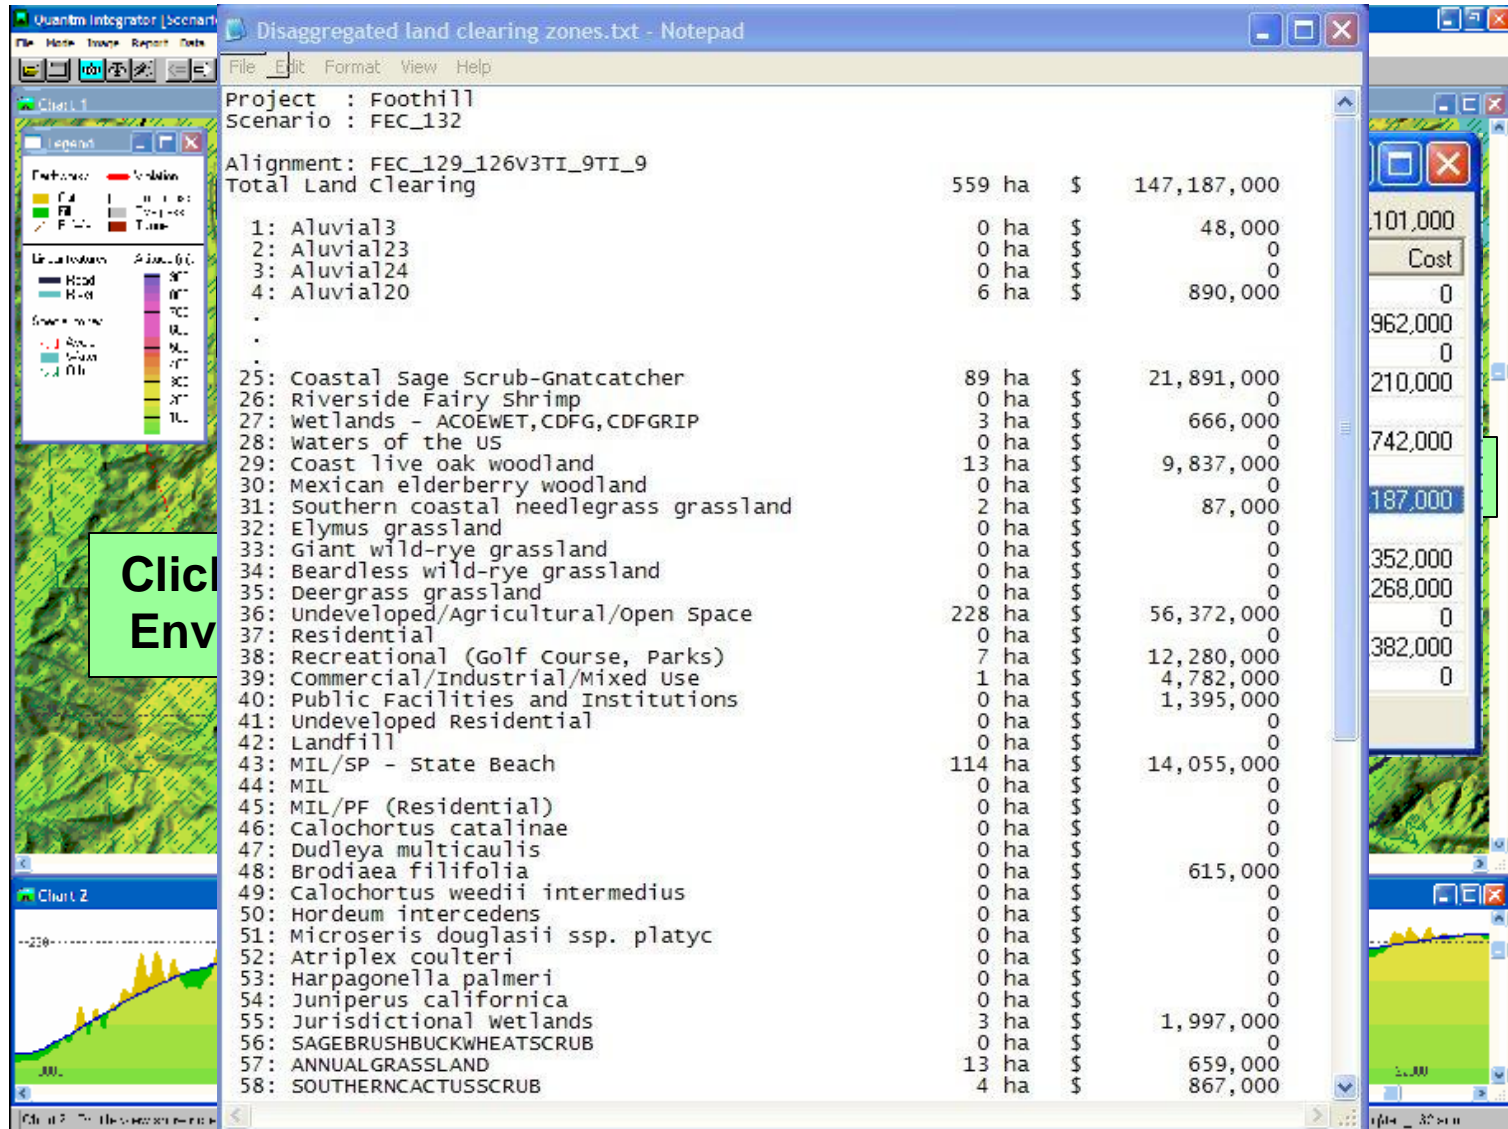 Quantm Integrator [Scenari
File Mode Image Report Data
Chart 1
Legend
Earthworks
Violation
Cut
Fill
Linear features
Road
River
Altitude (m)
Disaggregated land clearing zones.txt - Notepad
File Edit Format View Help
Project : Foothill
Scenario : FEC_132
Alignment: FEC_129_126V3TI_9TI_9
Total Land Clearing 559 ha $ 147,187,000
1: Aluvial3 0 ha $ 48,000
2: Aluvial23 0 ha $ 0
3: Aluvial24 0 ha $ 0
4: Aluvial20 6 ha $ 890,000
.
.
.
25: Coastal Sage Scrub-Gnatcatcher 89 ha $ 21,891,000
26: Riverside Fairy Shrimp 0 ha $ 0
27: Wetlands - ACOEWET,CDFG,CDFGRIP 3 ha $ 666,000
28: Waters of the US 0 ha $ 0
29: Coast live oak woodland 13 ha $ 9,837,000
30: Mexican elderberry woodland 0 ha $ 0
31: Southern coastal needlegrass grassland 2 ha $ 87,000
32: Elymus grassland 0 ha $ 0
33: Giant wild-rye grassland 0 ha $ 0
34: Beardless wild-rye grassland 0 ha $ 0
35: Deergrass grassland 0 ha $ 0
36: Undeveloped/Agricultural/Open Space 228 ha $ 56,372,000
37: Residential 0 ha $ 0
38: Recreational (Golf Course, Parks) 7 ha $ 12,280,000
39: Commercial/Industrial/Mixed Use 1 ha $ 4,782,000
40: Public Facilities and Institutions 0 ha $ 1,395,000
41: Undeveloped Residential 0 ha $ 0
42: Landfill 0 ha $ 0
43: MIL/SP - State Beach 114 ha $ 14,055,000
44: MIL 0 ha $ 0
45: MIL/PF (Residential) 0 ha $ 0
46: Calochortus catalinae 0 ha $ 0
47: Dudleya multicaulis 0 ha $ 0
48: Brodiaea filifolia 0 ha $ 615,000
49: Calochortus weedii intermedius 0 ha $ 0
50: Hordeum intercedens 0 ha $ 0
51: Microseris douglasii ssp. platyc 0 ha $ 0
52: Atriplex coulteri 0 ha $ 0
53: Harpagonella palmeri 0 ha $ 0
54: Juniperus californica 0 ha $ 0
55: Jurisdictional Wetlands 3 ha $ 1,997,000
56: SAGEBRUSHBUCKWHEATSCRUB 0 ha $ 0
57: ANNUALGRASSLAND 13 ha $ 659,000
58: SOUTHERNCACTUSSCRUB 4 ha $ 867,000
Clic
Env
,101,000
Cost
0
,962,000
0
,210,000
,742,000
,187,000
,352,000
,268,000
0
,382,000
0
Chart 2